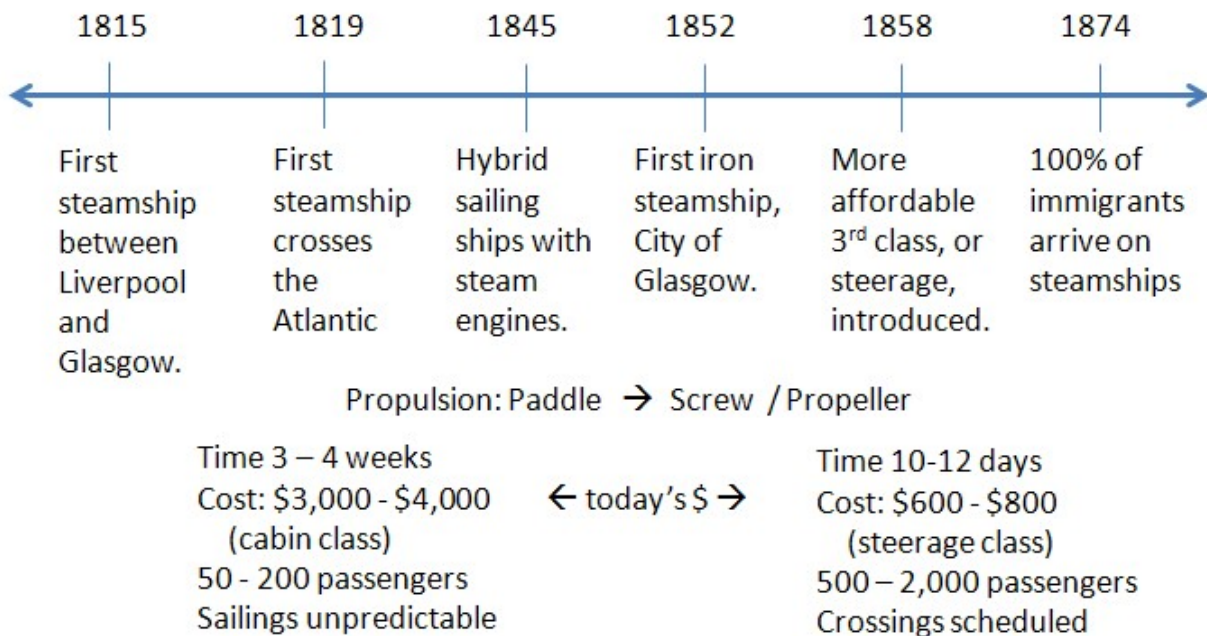 1815 1819 1845 1852 1858 1874
First
steamship
between
Liverpool
and
Glasgow.
First
steamship
crosses
the
Atlantic
Hybrid
sailing
ships with
steam
engines.
First iron
steamship,
City of
Glasgow.
More
affordable
3rd class, or
steerage,
introduced.
100% of
immigrants
arrive on
steamships
Propulsion: Paddle → Screw / Propeller
Time 3 – 4 weeks
Cost: $3,000 - $4,000
(cabin class)
50 - 200 passengers
Sailings unpredictable
← today's $ →
Time 10-12 days
Cost: $600 - $800
(steerage class)
500 – 2,000 passengers
Crossings scheduled